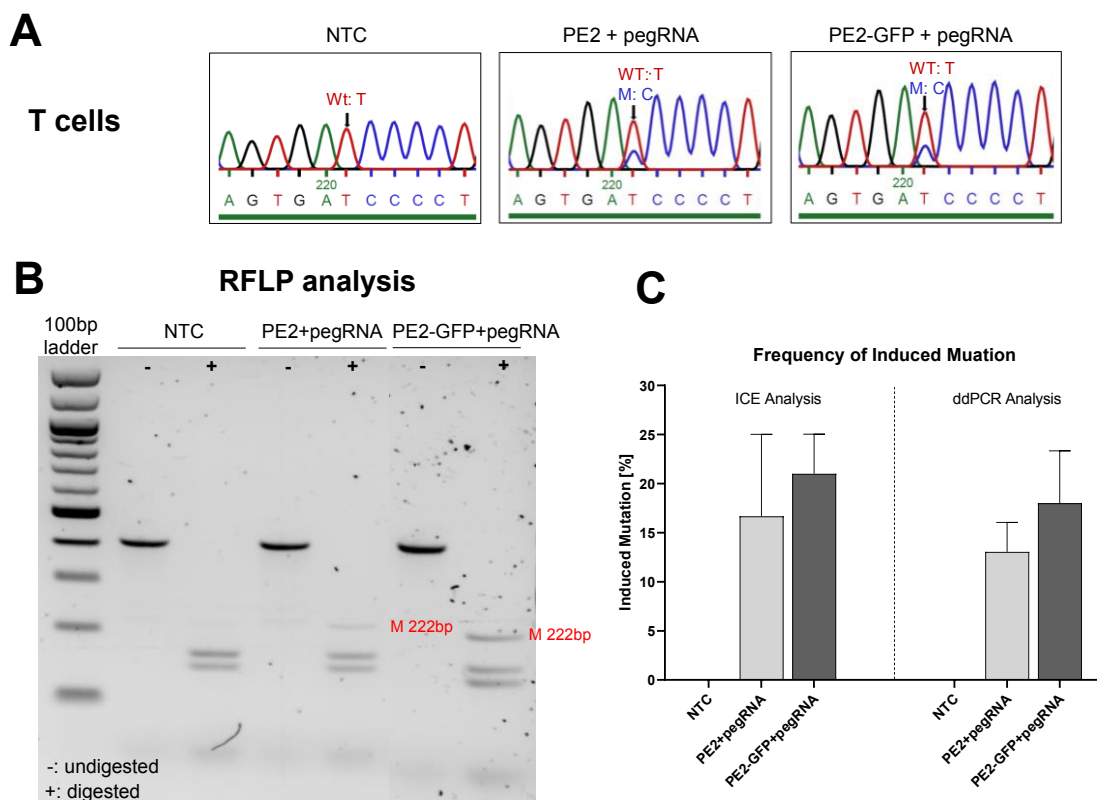 A
T cells
NTC
Wt: T
220
A G T G A T C C C C T
PE2 + pegRNA
WT: T
M: C
220
A G T G A T C C C C T
PE2-GFP + pegRNA
WT: T
M: C
220
A G T G A T C C C C T
B
RFLP analysis
100bp
ladder
NTC
PE2+pegRNA
PE2-GFP+pegRNA
- + - + - +
M 222bp
M 222bp
-: undigested
+: digested
C
Frequency of Induced Muation
ICE Analysis
ddPCR Analysis
Induced Mutation [%]
30
25
20
15
10
5
0
NTC
PE2+pegRNA
PE2-GFP+pegRNA
NTC
PE2+pegRNA
PE2-GFP+pegRNA